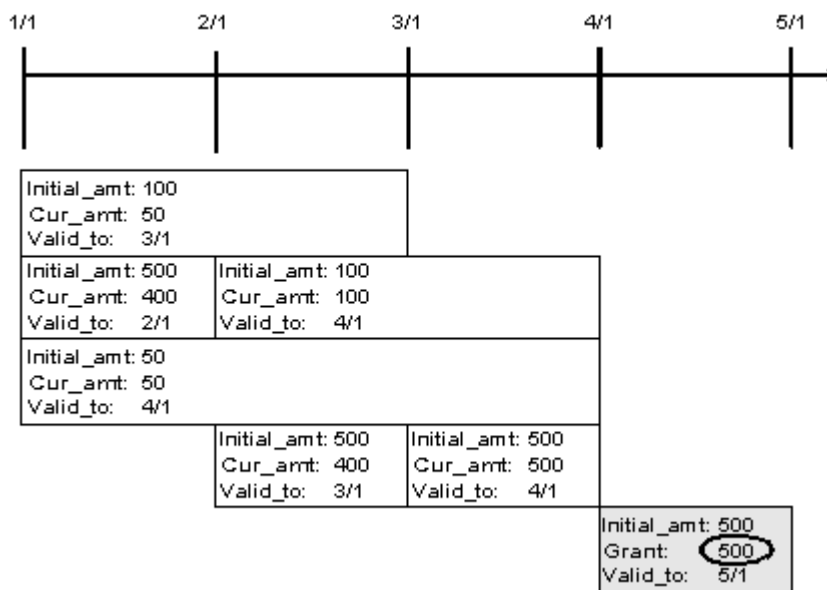 1/1 2/1 3/1 4/1 5/1
Initial_amt: 100
Cur_amt: 50
Valid_to: 3/1
Initial_amt: 500
Cur_amt: 400
Valid_to: 2/1
Initial_amt: 100
Cur_amt: 100
Valid_to: 4/1
Initial_amt: 50
Cur_amt: 50
Valid_to: 4/1
Initial_amt: 500
Cur_amt: 400
Valid_to: 3/1
Initial_amt: 500
Cur_amt: 500
Valid_to: 4/1
Initial_amt: 500
Grant: 500
Valid_to: 5/1